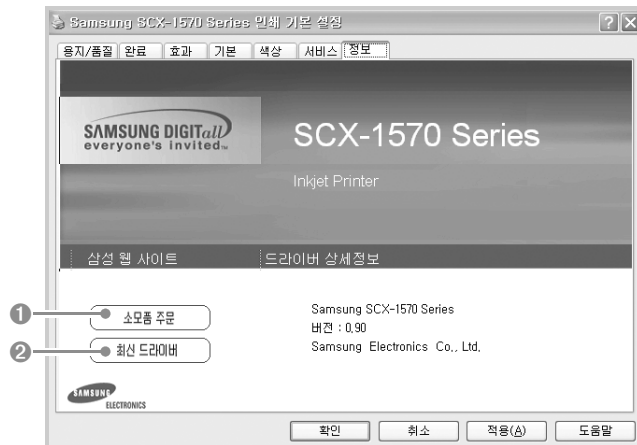 Samsung SCX-1570 Series 인쇄 기본 설정
용지/품질 완료 효과 기본 색상 서비스 정보
SAMSUNG DIGITall
everyone's invited™
SCX-1570 Series
Inkjet Printer
삼성 웹 사이트 드라이버 상세정보
1 소모품 주문
2 최신 드라이버
Samsung SCX-1570 Series
버전 : 0.90
Samsung Electronics Co., Ltd.
SAMSUNG
ELECTRONICS
확인 취소 적용(A) 도움말